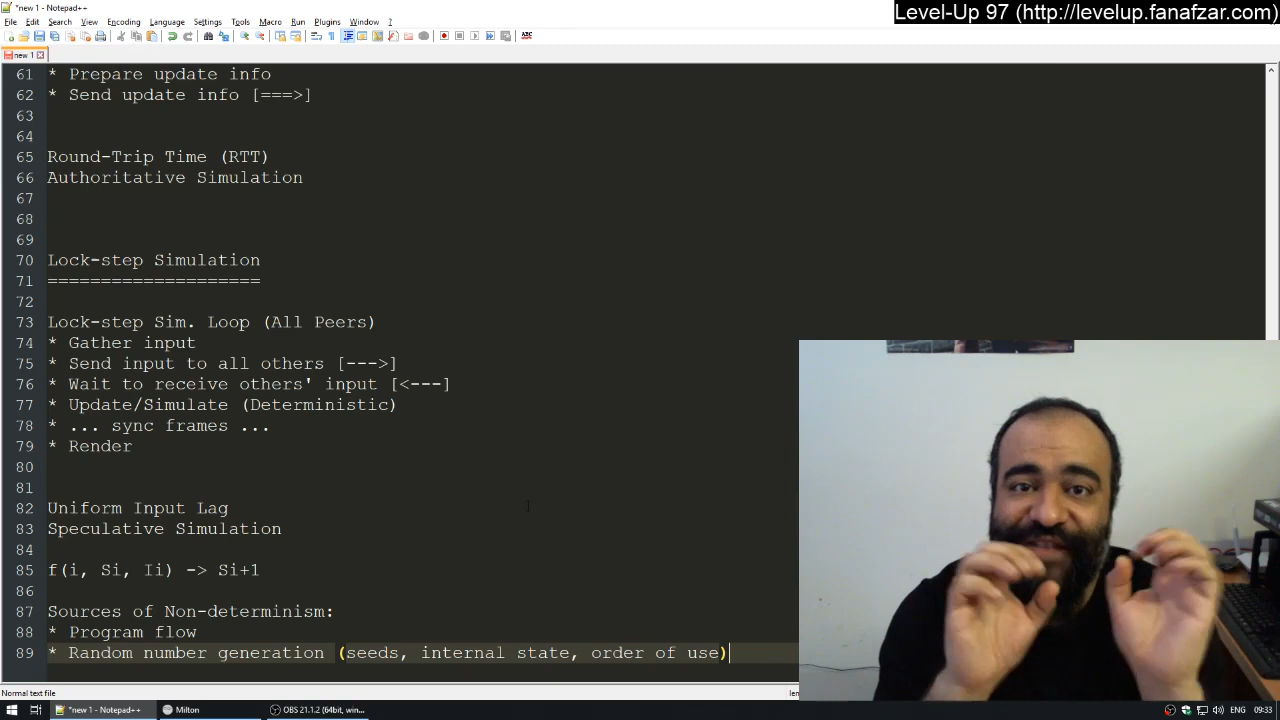 *new 1 - Notepad++
Level-Up 97 (http://levelup.fanafzar.com)
File Edit Search View Encoding Language Settings Tools Macro Run Plugins Window ?
ABC
new 1
61 * Prepare update info
62 * Send update info [===>]
63
64
65 Round-Trip Time (RTT)
66 Authoritative Simulation
67
68
69
70 Lock-step Simulation
71 ====================
72
73 Lock-step Sim. Loop (All Peers)
74 * Gather input
75 * Send input to all others [--->]
76 * Wait to receive others' input [<---]
77 * Update/Simulate (Deterministic)
78 * ... sync frames ...
79 * Render
80
81
82 Uniform Input Lag
83 Speculative Simulation
84
85 f(i, Si, Ii) -> Si+1
86
87 Sources of Non-determinism:
88 * Program flow
89 * Random number generation (seeds, internal state, order of use)
Normal text file
len
*new 1 - Notepad++
Milton
OBS 21.1.2 (64bit, win...
ENG
09:33